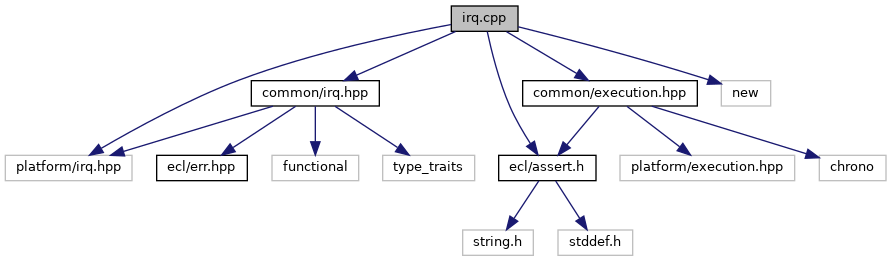 irq.cpp
common/irq.hpp
common/execution.hpp
new
platform/irq.hpp
ecl/err.hpp
functional
type_traits
ecl/assert.h
platform/execution.hpp
chrono
string.h
stddef.h